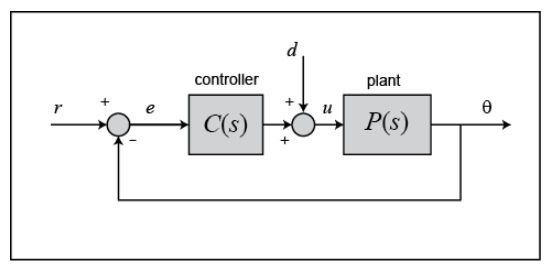 d
controller
plant
r
+
e
+
u
θ
C(s)
P(s)
−
+